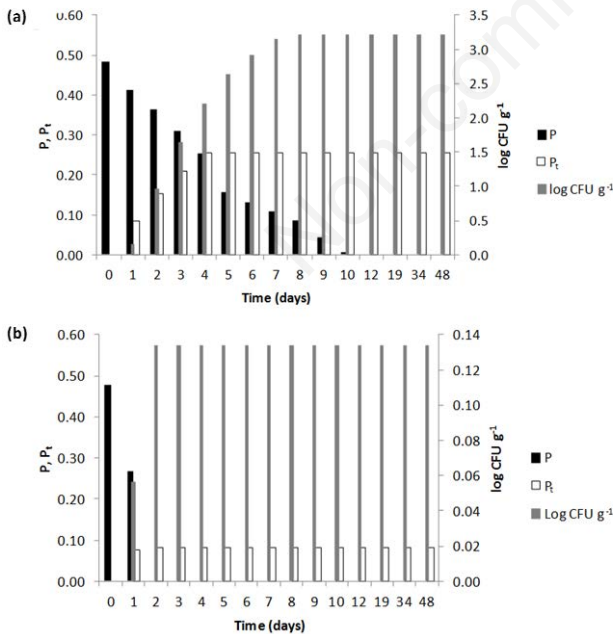 (a)
0.60
0.50
0.40
0.30
0.20
0.10
0.00
P, Pt
3.5
3.0
2.5
2.0
1.5
1.0
0.5
0.0
log CFU g-1
P
Pt
log CFU g-1
0 1 2 3 4 5 6 7 8 9 10 12 19 34 48
Time (days)
Non-comm
(b)
0.60
0.50
0.40
0.30
0.20
0.10
0.00
P, Pt
0.14
0.12
0.10
0.08
0.06
0.04
0.02
0.00
log CFU g-1
P
Pt
Log CFU g-1
0 1 2 3 4 5 6 7 8 9 10 12 19 34 48
Time (days)